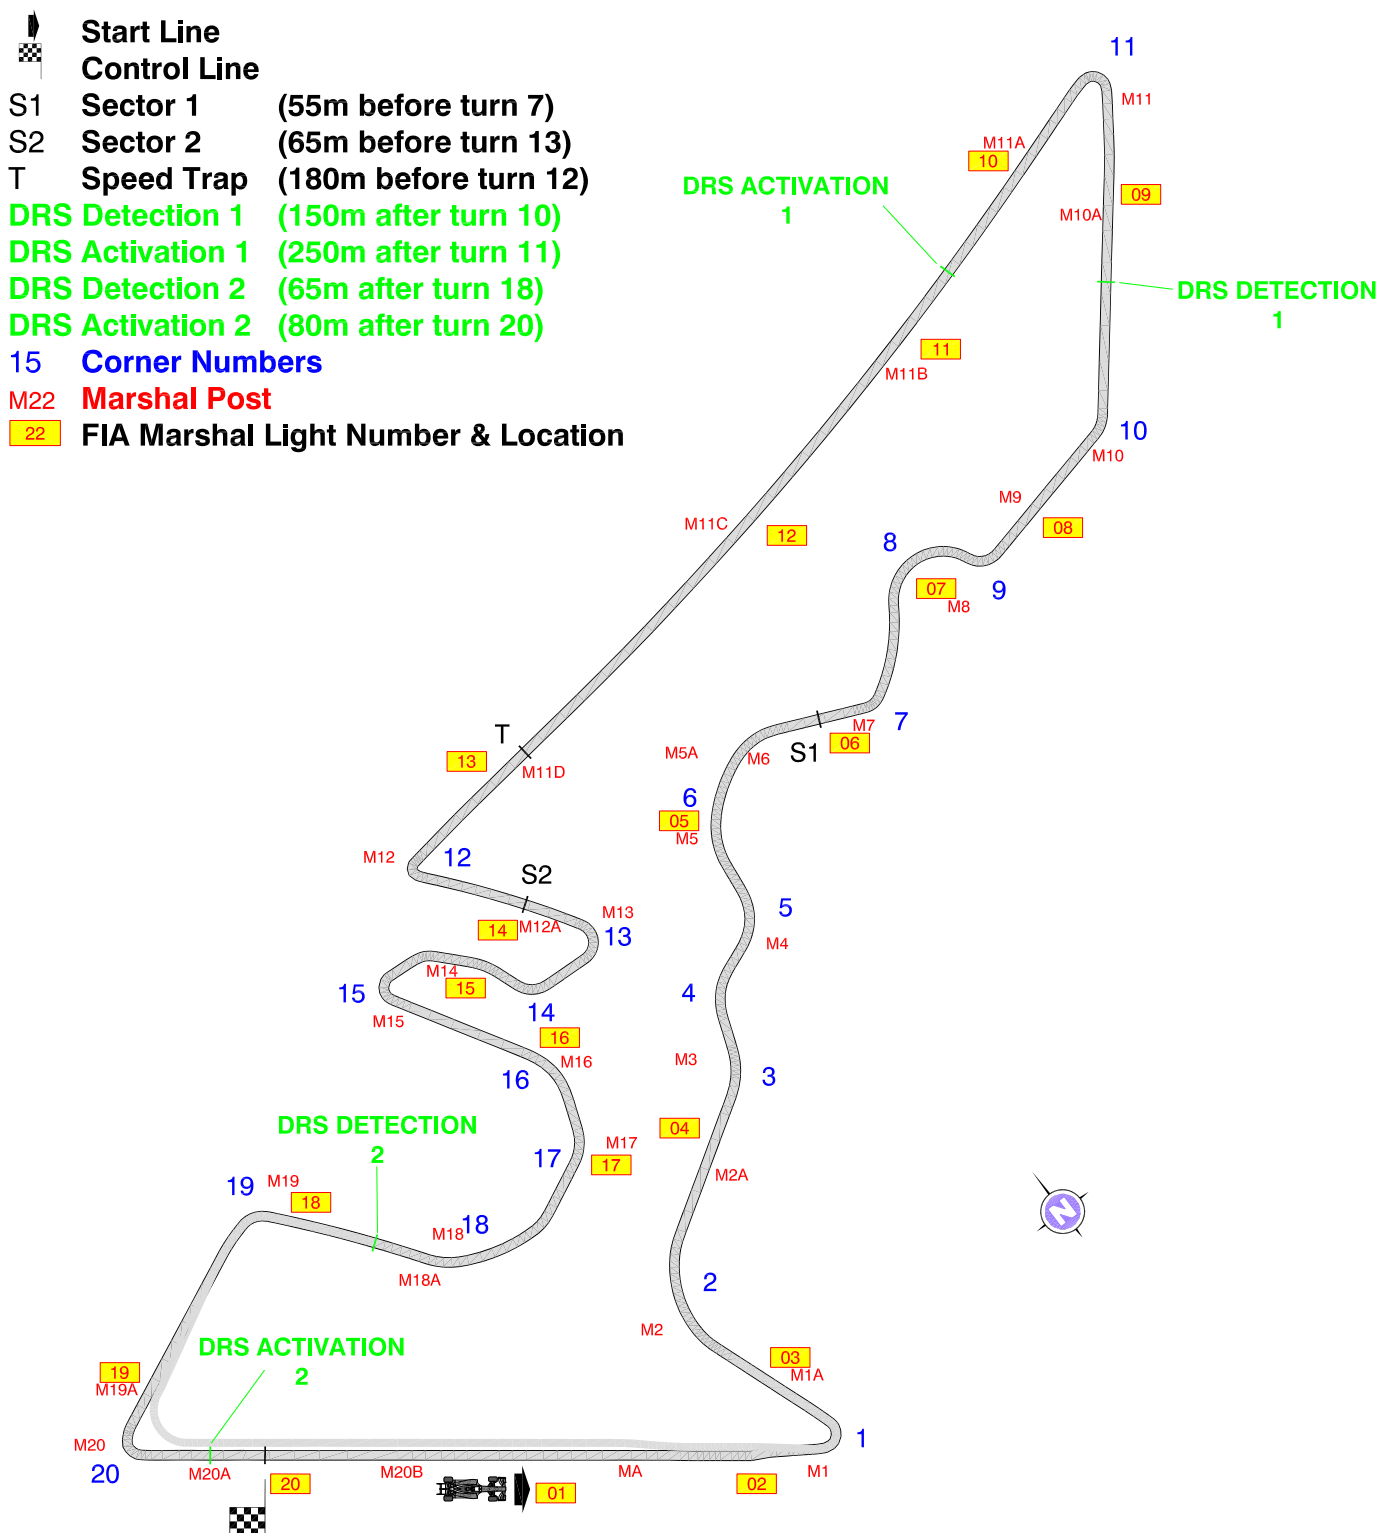 Start Line
Control Line
S1 Sector 1 (55m before turn 7)
S2 Sector 2 (65m before turn 13)
T Speed Trap (180m before turn 12)
DRS Detection 1 (150m after turn 10)
DRS Activation 1 (250m after turn 11)
DRS Detection 2 (65m after turn 18)
DRS Activation 2 (80m after turn 20)
15 Corner Numbers
M22 Marshal Post
22 FIA Marshal Light Number & Location
11
M11
M11A
10
DRS ACTIVATION
1
09
M10A
DRS DETECTION
1
11
M11B
10
M10
M9
08
M11C
12
8
07
M8
9
7
M7
06
S1
T
13
M11D
M5A
M6
6
05
M5
M12
12
S2
14
M12A
M13
13
5
M4
M14
15
15
14
4
M15
16
M16
16
M3
3
04
DRS DETECTION
2
17
M17
17
M2A
19
M19
18
M18
18
M18A
N
2
M2
DRS ACTIVATION
2
19
M19A
03
M1A
M20
20
M20A
20
M20B
01
MA
02
M1
1